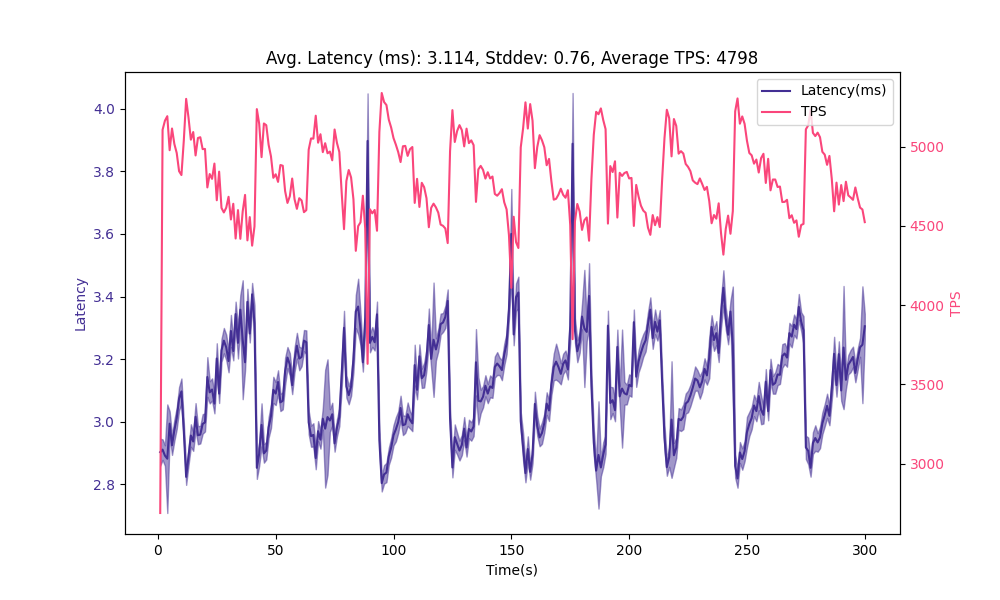 Avg. Latency (ms): 3.114, Stddev: 0.76, Average TPS: 4798
Latency(ms)
TPS
4.0
3.8
3.6
3.4
3.2
3.0
2.8
Latency
5000
4500
4000
3500
3000
TPS
0 50 100 150 200 250 300
Time(s)